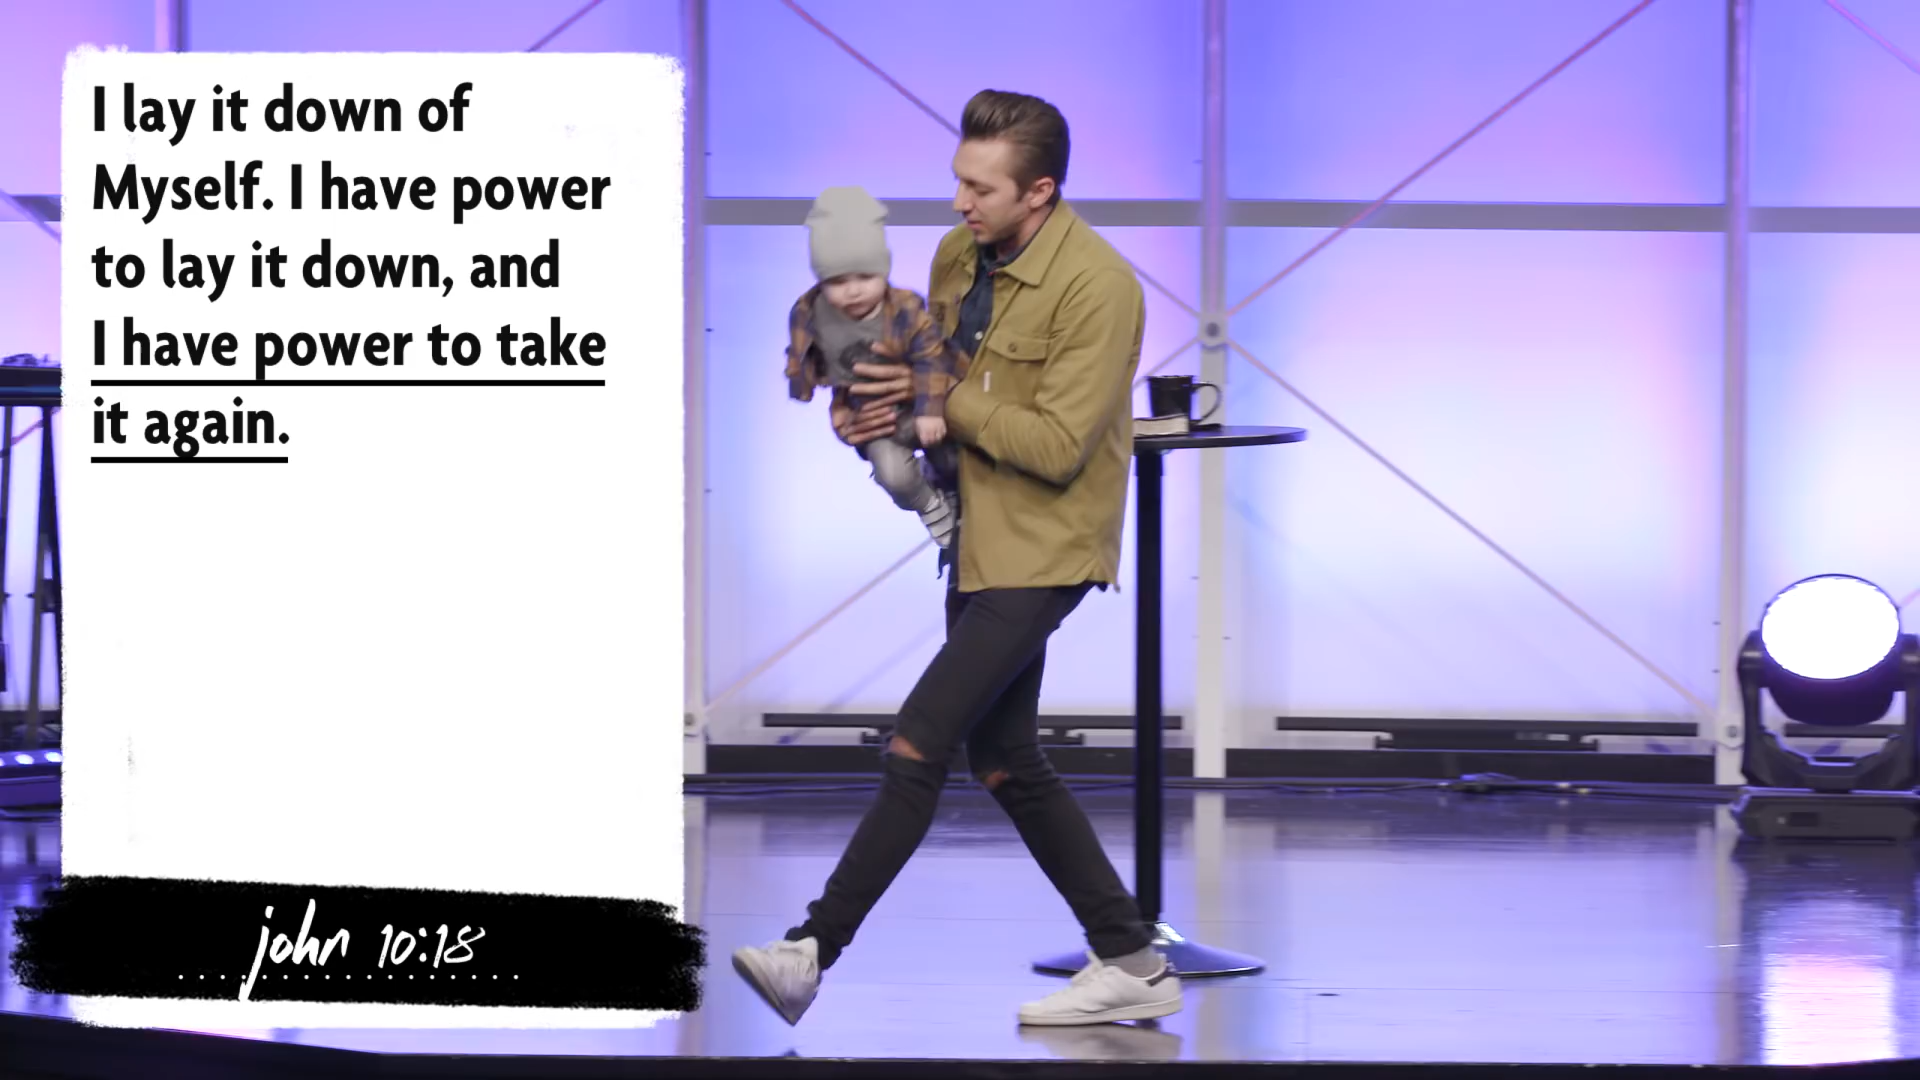 I lay it down of
Myself. I have power
to lay it down, and
I have power to take
it again.
john 10:18